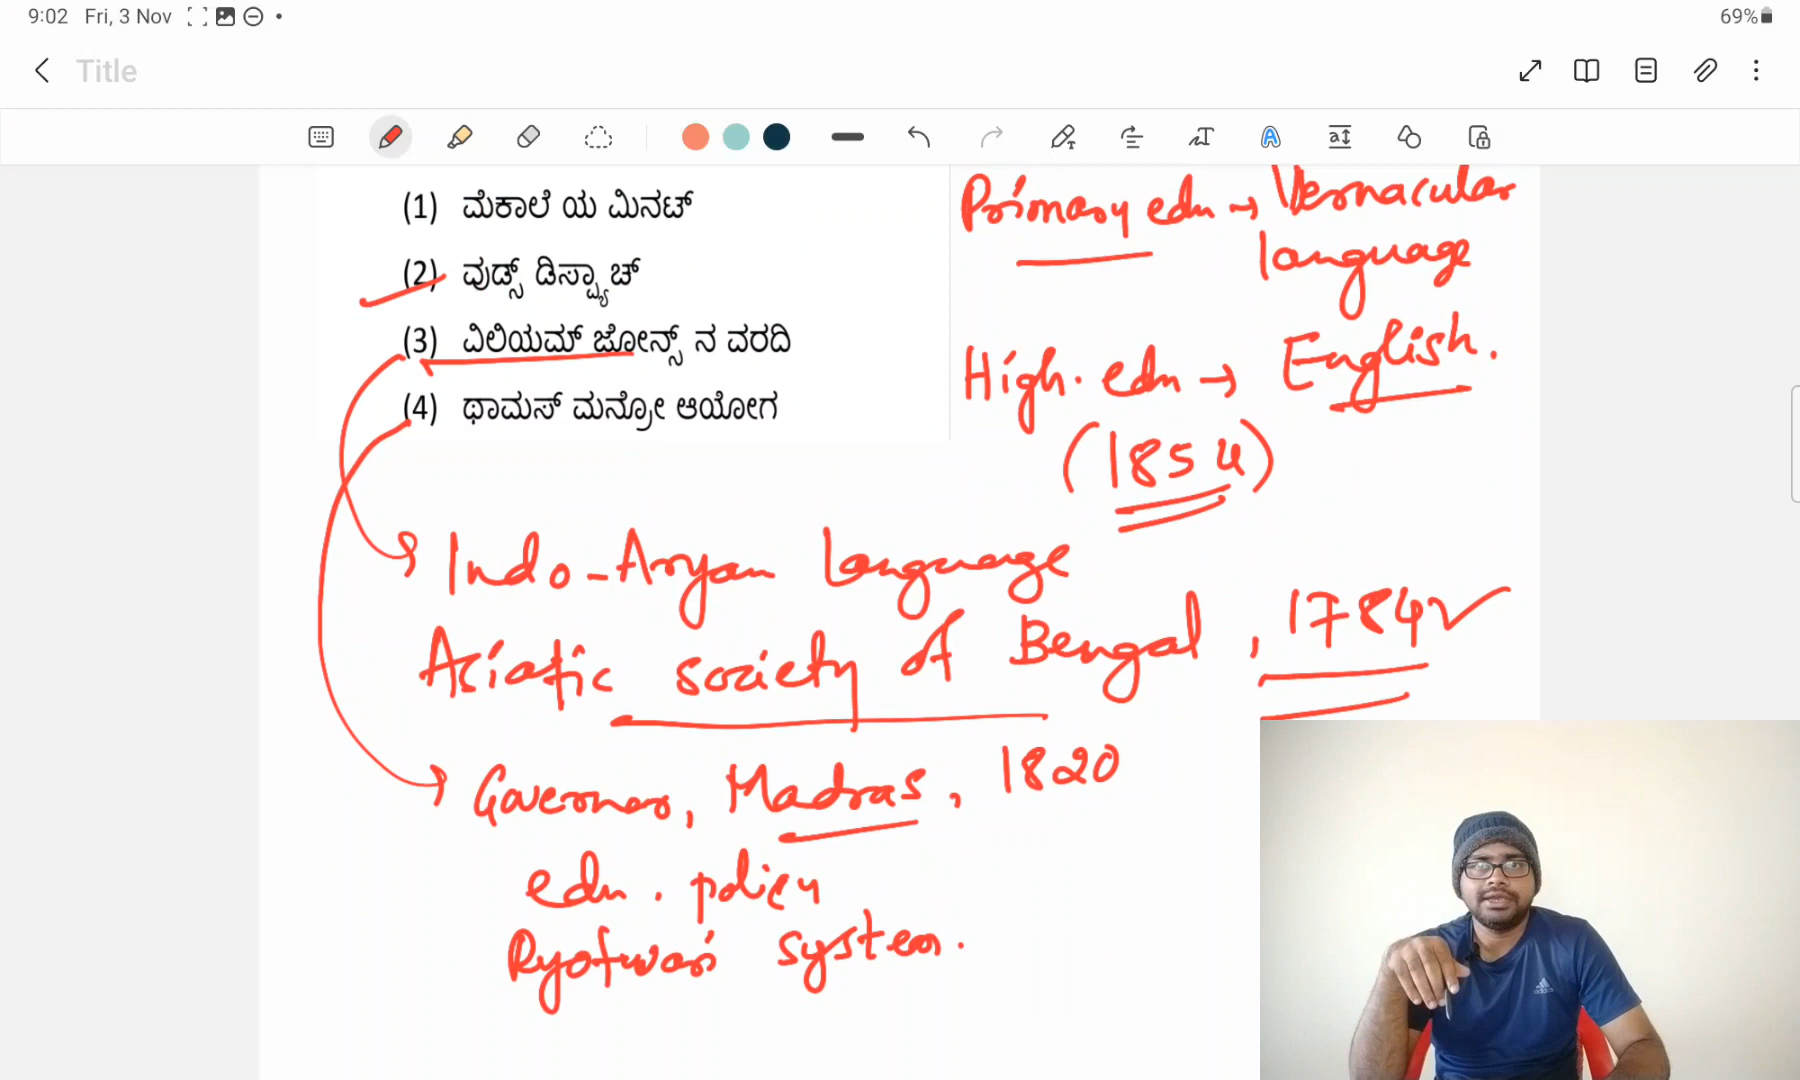 9:02 Fri, 3 Nov
69%
Title
(1) ಮೆಕಾಲೆ ಯ ಮಿನಟ್
(2) ವುಡ್ಸ್ ಡಿಸ್ಪ್ಯಾಚ್
(3) ವಿಲಿಯಮ್ ಜೋನ್ಸ್ ನ ವರದಿ
(4) ಥಾಮಸ್ ಮನ್ರೋ ಆಯೋಗ
Primary edn → Vernacular
language
High. edn → English.
(1854)
Indo-Aryan language
Asiatic society of Bengal, 1784
Governor, Madras, 1820
edn. policy
Ryotwari system.
adidas